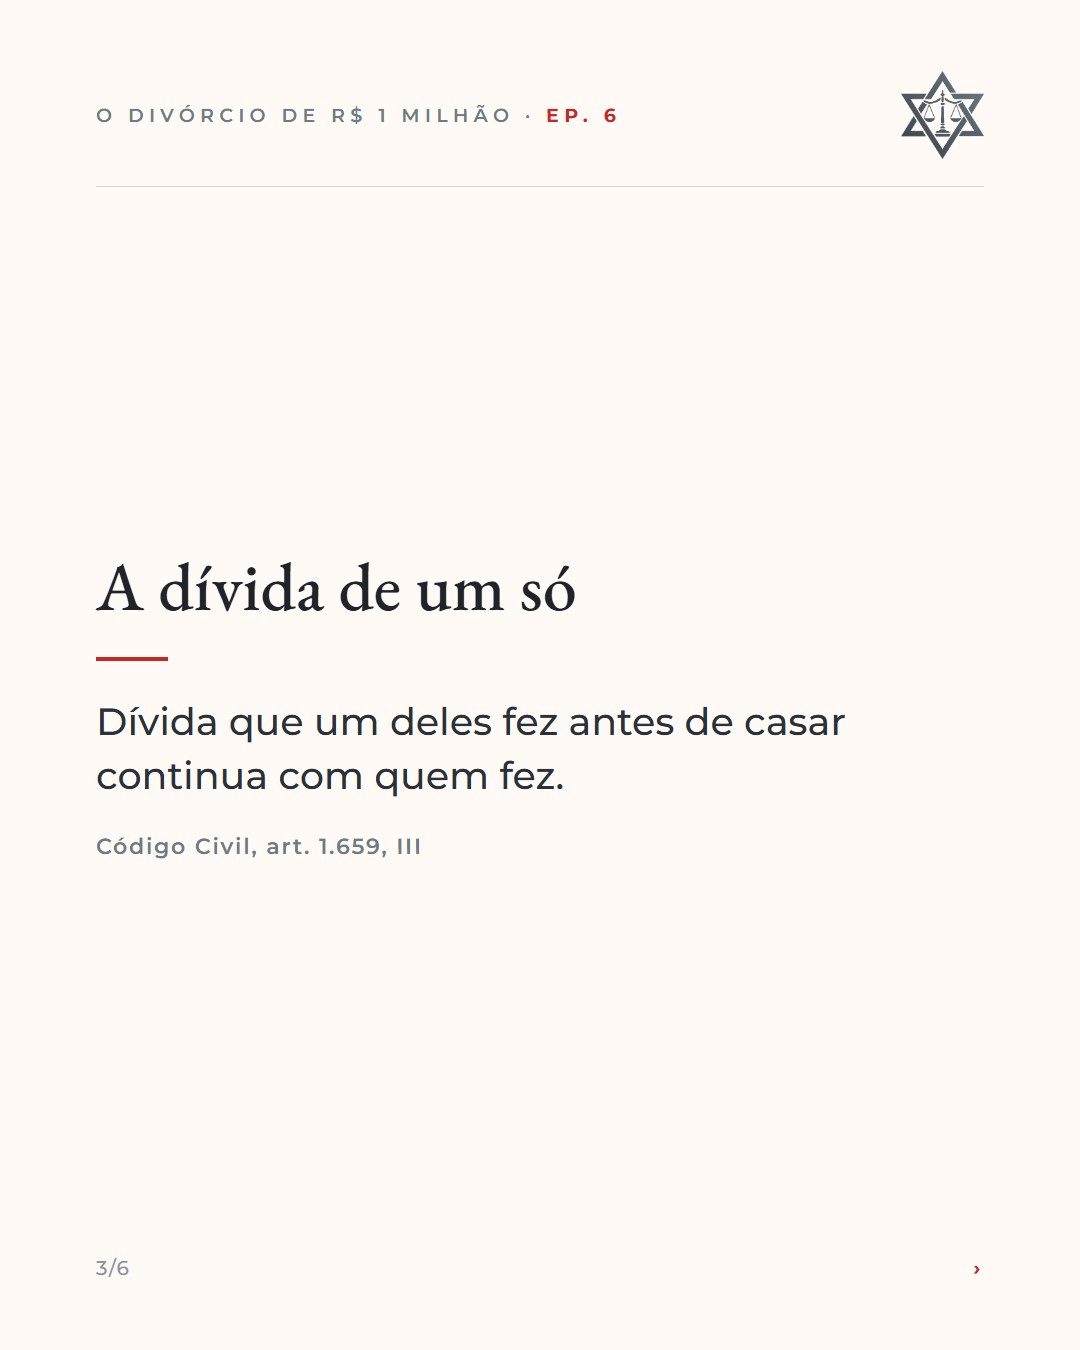 O DIVÓRCIO DE R$ 1 MILHÃO · EP. 6
A dívida de um só
Dívida que um deles fez antes de casar
continua com quem fez.
Código Civil, art. 1.659, III
3/6 ›